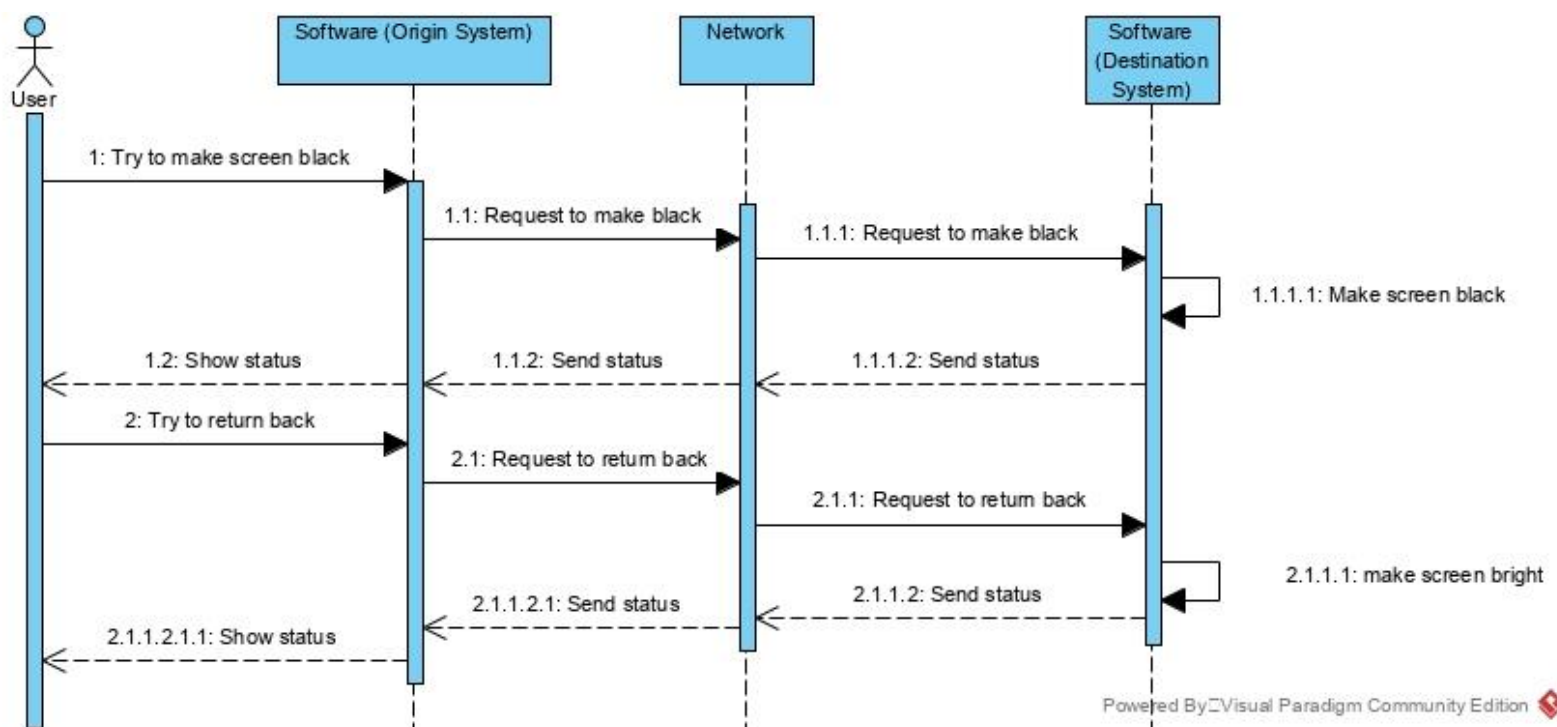 Software (Origin System)
Network
Software
(Destination
System)
User
1: Try to make screen black
1.1: Request to make black
1.1.1: Request to make black
1.1.1.1: Make screen black
1.2: Show status
1.1.2: Send status
1.1.1.2: Send status
2: Try to return back
2.1: Request to return back
2.1.1: Request to return back
2.1.1.1: make screen bright
2.1.1.2: Send status
2.1.1.2.1: Send status
2.1.1.2.1.1: Show status
Powered By Visual Paradigm Community Edition